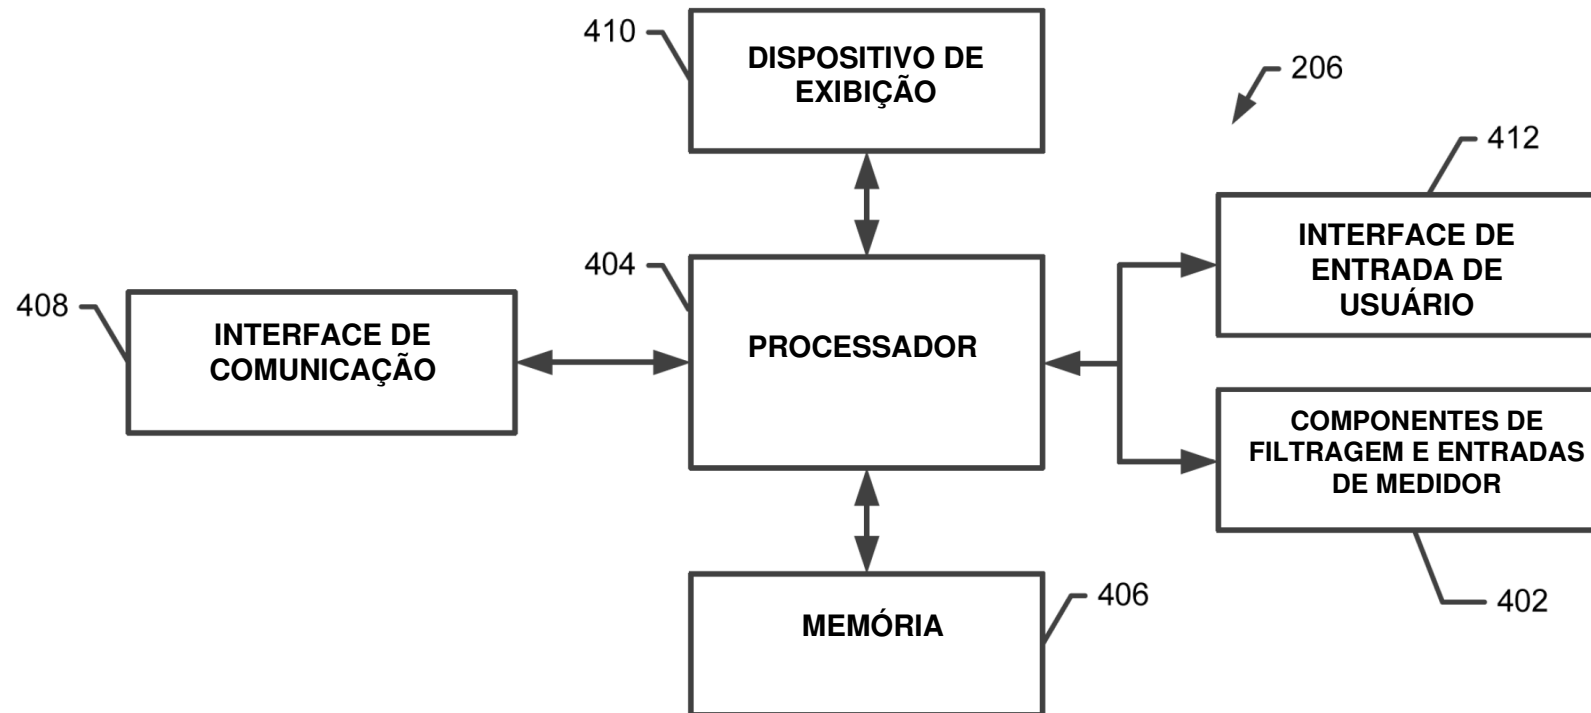 410
DISPOSITIVO DE
EXIBIÇÃO
206
412
INTERFACE DE
ENTRADA DE
USUÁRIO
404
408
INTERFACE DE
COMUNICAÇÃO
PROCESSADOR
COMPONENTES DE
FILTRAGEM E ENTRADAS
DE MEDIDOR
402
MEMÓRIA
406